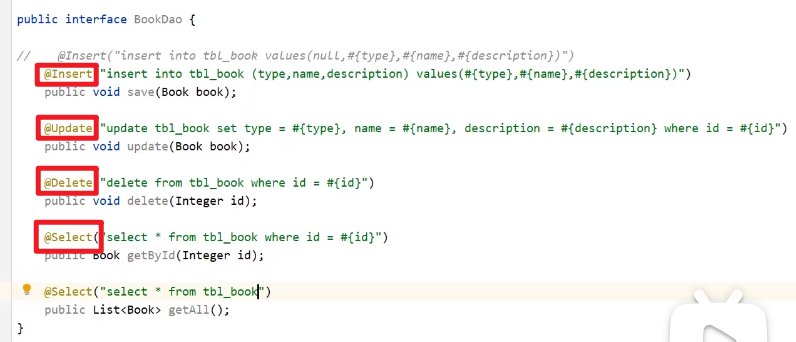 public interface BookDao {
//    @Insert("insert into tbl_book values(null,#{type},#{name},#{description})")
@Insert("insert into tbl_book (type,name,description) values(#{type},#{name},#{description})")
public void save(Book book);
@Update("update tbl_book set type = #{type}, name = #{name}, description = #{description} where id = #{id}")
public void update(Book book);
@Delete("delete from tbl_book where id = #{id}")
public void delete(Integer id);
@Select("select * from tbl_book where id = #{id}")
public Book getById(Integer id);
@Select("select * from tbl_book")
public List<Book> getAll();
}